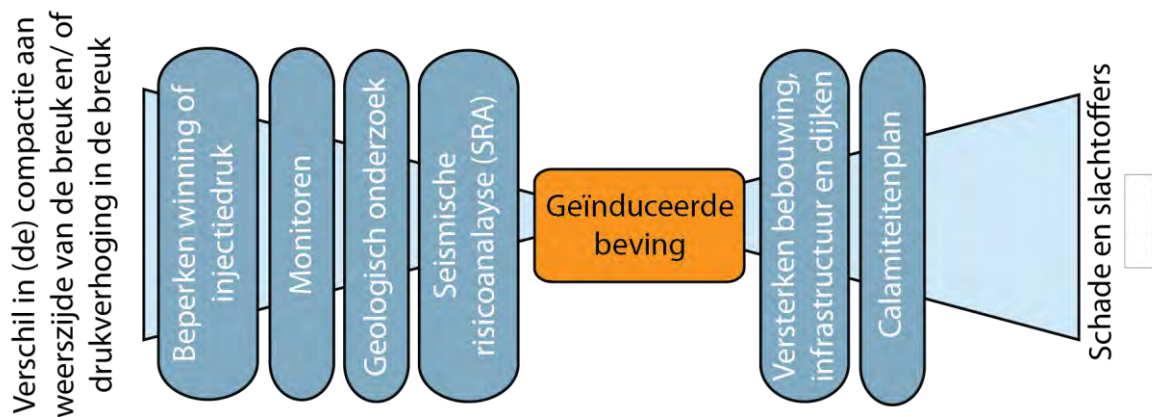 Verschil in (de) compactie aan
weerszijde van de breuk en/ of
drukverhoging in de breuk
Beperken winning of
injectiedruk
Monitoren
Geologisch onderzoek
Seismische
risicoanalayse (SRA)
Geïnduceerde
beving
Versterken bebouwing,
infrastructuur en dijken
Calamiteitenplan
Schade en slachtoffers